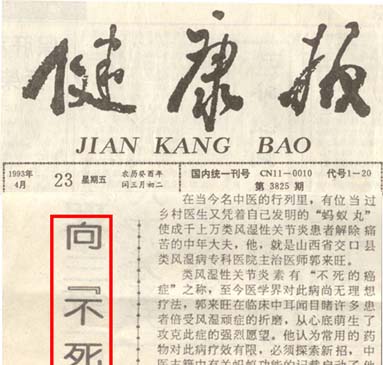 健康报
JIAN KANG BAO
1993年
4月
23
星期五
农历癸酉年
闰三月初二
国内统一刊号 CN11—0010
第 3825 期
代号1—20
向『不死
在当今名中医的行列里，有位当过
乡村医生又凭着自己发明的“蚂蚁丸”
使成千上万类风湿性关节炎患者解除痛
苦的中年大夫，他，就是山西省交口县
类风湿病专科医院主治医师郭来旺。
类风湿性关节炎素有“不死的癌
症”之称，至今医学界对此病尚无理想
疗法，郭来旺在临床中耳闻目睹许多患
者倍受风湿顽症的折磨，从心底萌生了
攻克此症的强烈愿望。他认为常用的药
物对此病疗效有限，必须探索新招，中